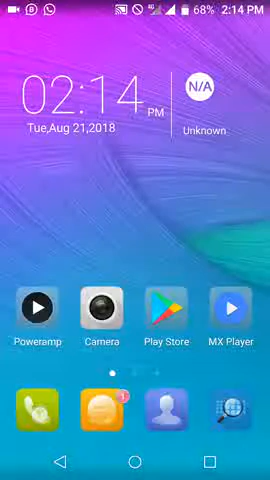 68% 2:14 PM
02:14 PM
Tue,Aug 21,2018
N/A
Unknown
Poweramp Camera Play Store MX Player
1